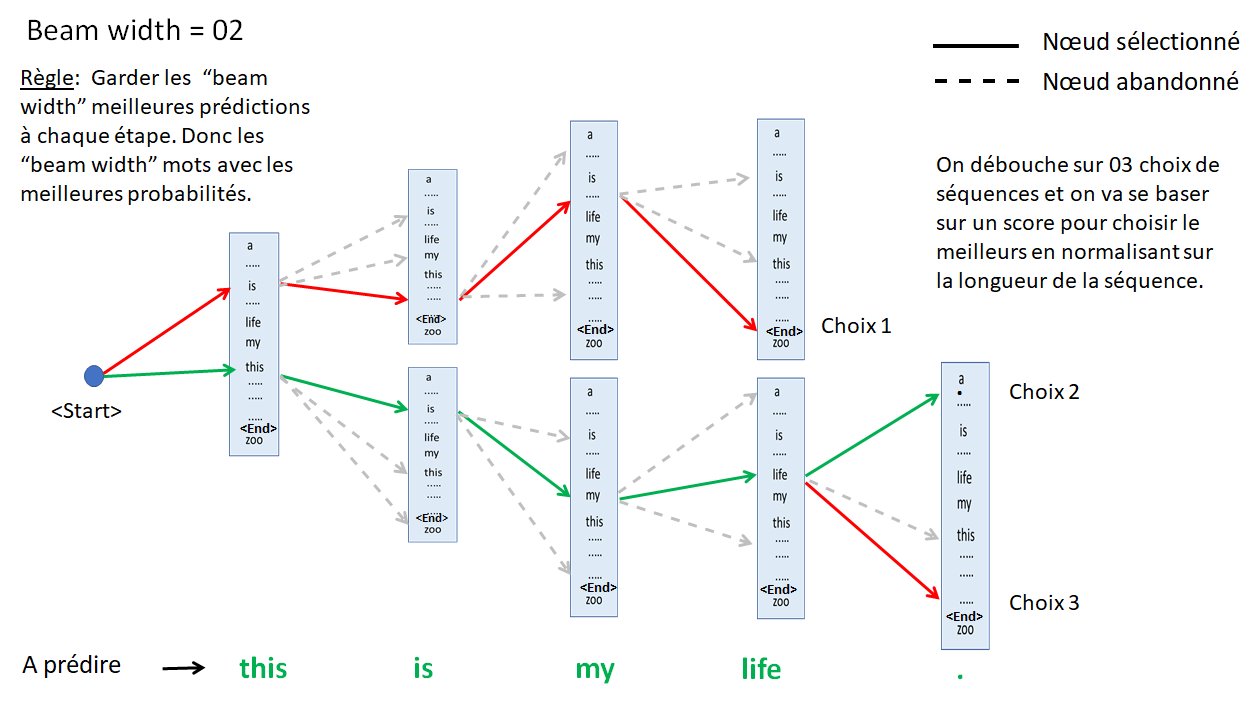 Beam width = 02
Règle: Garder les “beam
width” meilleures prédictions
à chaque étape. Donc les
“beam width” mots avec les
meilleures probabilités.
Nœud sélectionné
Nœud abandonné
On débouche sur 03 choix de
séquences et on va se baser
sur un score pour choisir le
meilleurs en normalisant sur
la longueur de la séquence.
<Start>
a
.....
is
.....
life
my
this
.....
.....
.....
<End>
zoo
a
.....
is
.....
life
my
this
.....
.....
.....
<End>
zoo
a
.....
is
.....
life
my
this
.....
.....
.....
<End>
zoo
a
.....
is
.....
life
my
this
.....
.....
.....
<End>
zoo
Choix 1
a
.....
is
.....
life
my
this
.....
.....
.....
<End>
zoo
a
.....
is
.....
life
my
this
.....
.....
.....
<End>
zoo
a
.....
is
.....
life
my
this
.....
.....
.....
<End>
zoo
a
.
.....
is
.....
life
my
this
.....
.....
.....
<End>
zoo
Choix 2
Choix 3
A prédire → this is my life .